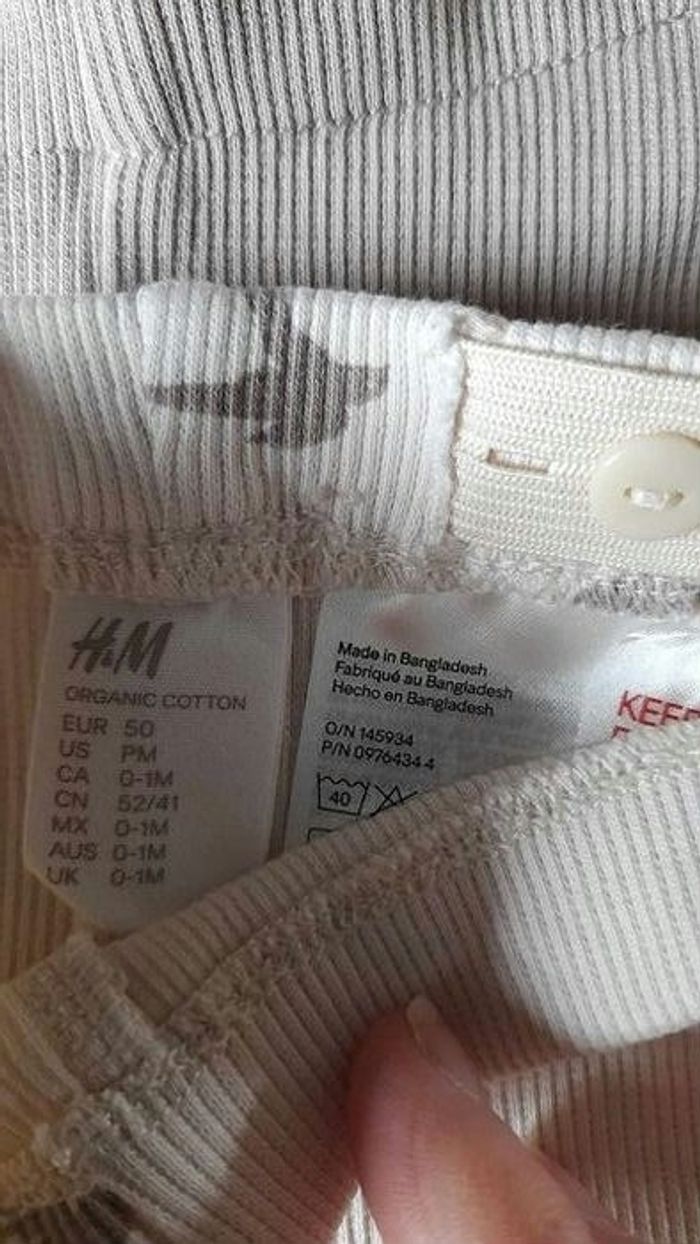 H&M
ORGANIC COTTON
EUR 50
US PM
CA 0-1M
CN 52/41
MX 0-1M
AUS 0-1M
UK 0-1M
Made in Bangladesh
Fabriqué au Bangladesh
Hecho en Bangladesh
O/N 145934
P/N 0976434 4
40